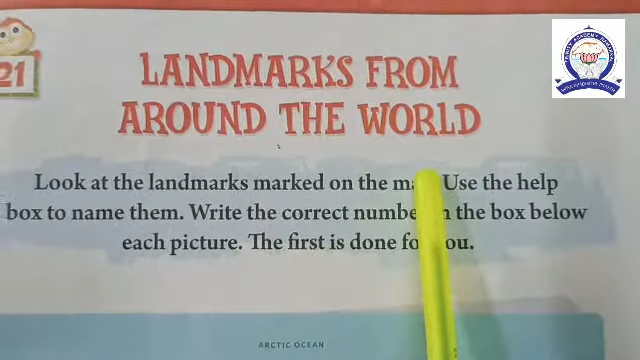 21
LANDMARKS FROM
AROUND THE WORLD
Look at the landmarks marked on the Use the help
box to name them. Write the correct the box below
each picture. The first is done
ARCTIC OCEAN